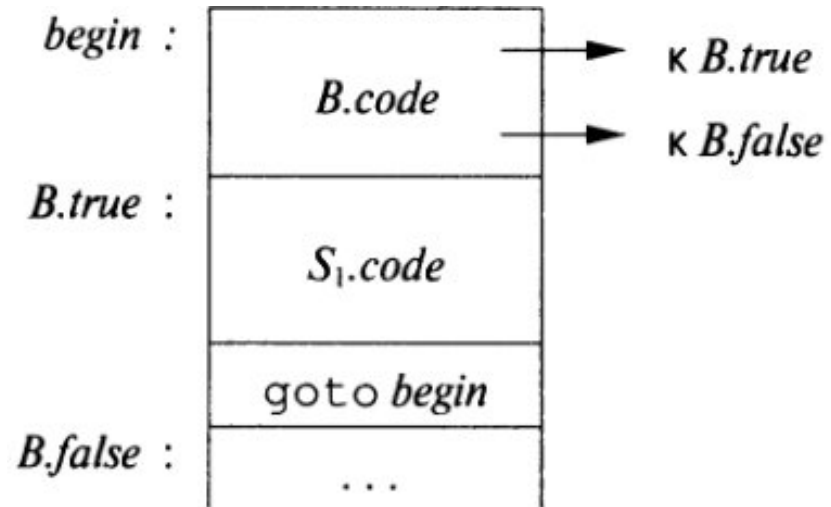 begin :
B.code
к B.true
к B.false
B.true :
S₁.code
goto begin
B.false :
...